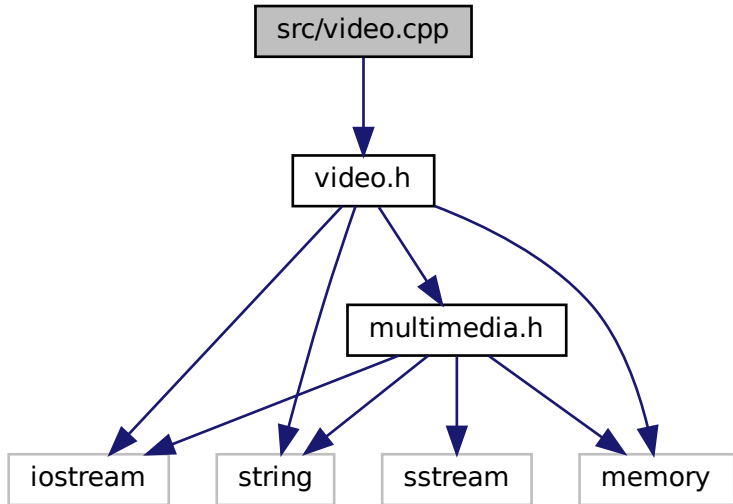 src/video.cpp
video.h
multimedia.h
iostream
string
sstream
memory